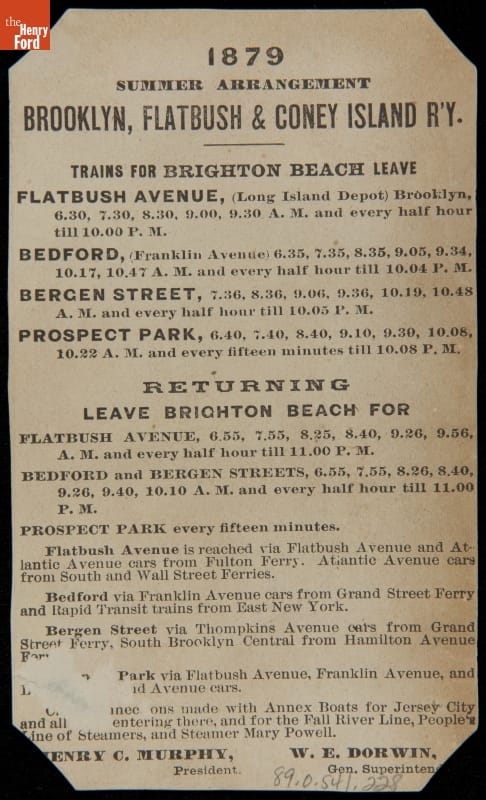 the
Henry
Ford
1879
SUMMER ARRANGEMENT
BROOKLYN, FLATBUSH & CONEY ISLAND R'Y.
TRAINS FOR BRIGHTON BEACH LEAVE
FLATBUSH AVENUE, (Long Island Depot) Brooklyn,
6.30, 7.30, 8.30, 9.00, 9.30 A. M. and every half hour
till 10.00 P. M.
BEDFORD, (Franklin Avenue) 6.35, 7.35, 8.35, 9.05, 9.34,
10.17, 10.47 A. M. and every half hour till 10.04 P. M.
BERGEN STREET, 7.36, 8.36, 9.06, 9.36, 10.19, 10.48
A. M. and every half hour till 10.05 P. M.
PROSPECT PARK, 6.40, 7.40, 8.40, 9.10, 9.39, 10.08,
10.22 A. M. and every fifteen minutes till 10.08 P. M.
RETURNING
LEAVE BRIGHTON BEACH FOR
FLATBUSH AVENUE, 6.55, 7.55, 8.25, 8.40, 9.26, 9.56,
A. M. and every half hour till 11.00 P. M.
BEDFORD and BERGEN STREETS, 6.55, 7.55, 8.26, 8.40,
9.26, 9.40, 10.10 A. M. and every half hour till 11.00
P. M.
PROSPECT PARK every fifteen minutes.
Flatbush Avenue is reached via Flatbush Avenue and At-
lantic Avenue cars from Fulton Ferry. Atlantic Avenue cars
from South and Wall Street Ferries.
Bedford via Franklin Avenue cars from Grand Street Ferry
and Rapid Transit trains from East New York.
Bergen Street via Thompkins Avenue cars from Grand
Street Ferry, South Brooklyn Central from Hamilton Avenue
Park via Flatbush Avenue, Franklin Avenue, and
Avenue cars.
made with Annex Boats for Jersey City
and all entering there, and for the Fall River Line, People's
Line of Steamers, and Steamer Mary Powell.
HENRY C. MURPHY, W. E. DORWIN,
President. Gen. Superintend
89.0.541.228